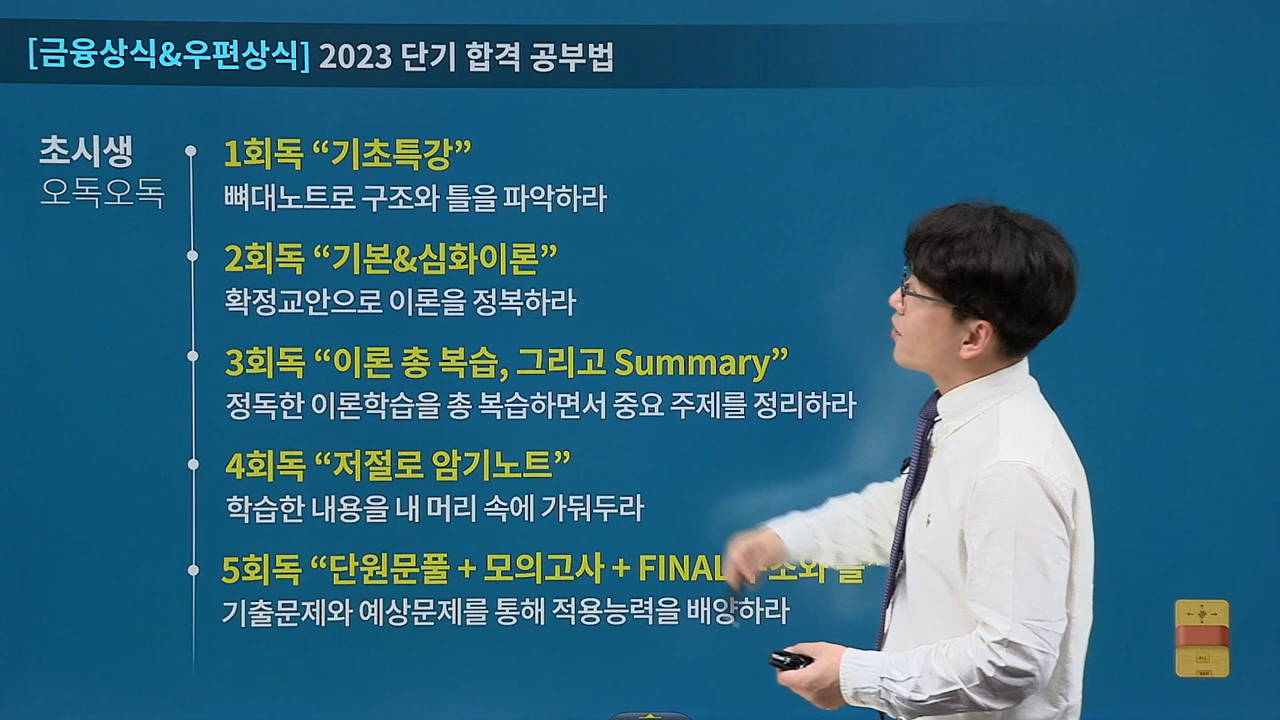 [금융상식&우편상식] 2023 단기 합격 공부법
초시생
오독오독
1회독 “기초특강”
뼈대노트로 구조와 틀을 파악하라
2회독 “기본&심화이론”
확정교안으로 이론을 정복하라
3회독 “이론 총 복습, 그리고 Summary”
정독한 이론학습을 총 복습하면서 중요 주제를 정리하라
4회독 “저절로 암기노트”
학습한 내용을 내 머리 속에 가둬두라
5회독 “단원문풀 + 모의고사 + FINAL 틀”
기출문제와 예상문제를 통해 적용능력을 배양하라